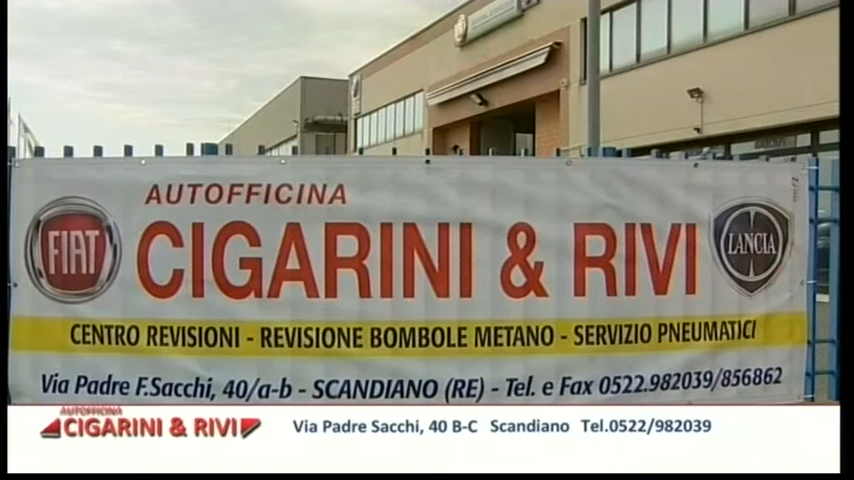 AUTOFFICINA
FIAT
CIGARINI & RIVI
LANCIA
CENTRO REVISIONI - REVISIONE BOMBOLE METANO - SERVIZIO PNEUMATICI
Via Padre F.Sacchi, 40/a-b - SCANDIANO (RE) - Tel. e Fax 0522.982039/856862
AUTOFFICINA
CIGARINI & RIVI
Via Padre Sacchi, 40 B-C Scandiano Tel.0522/982039